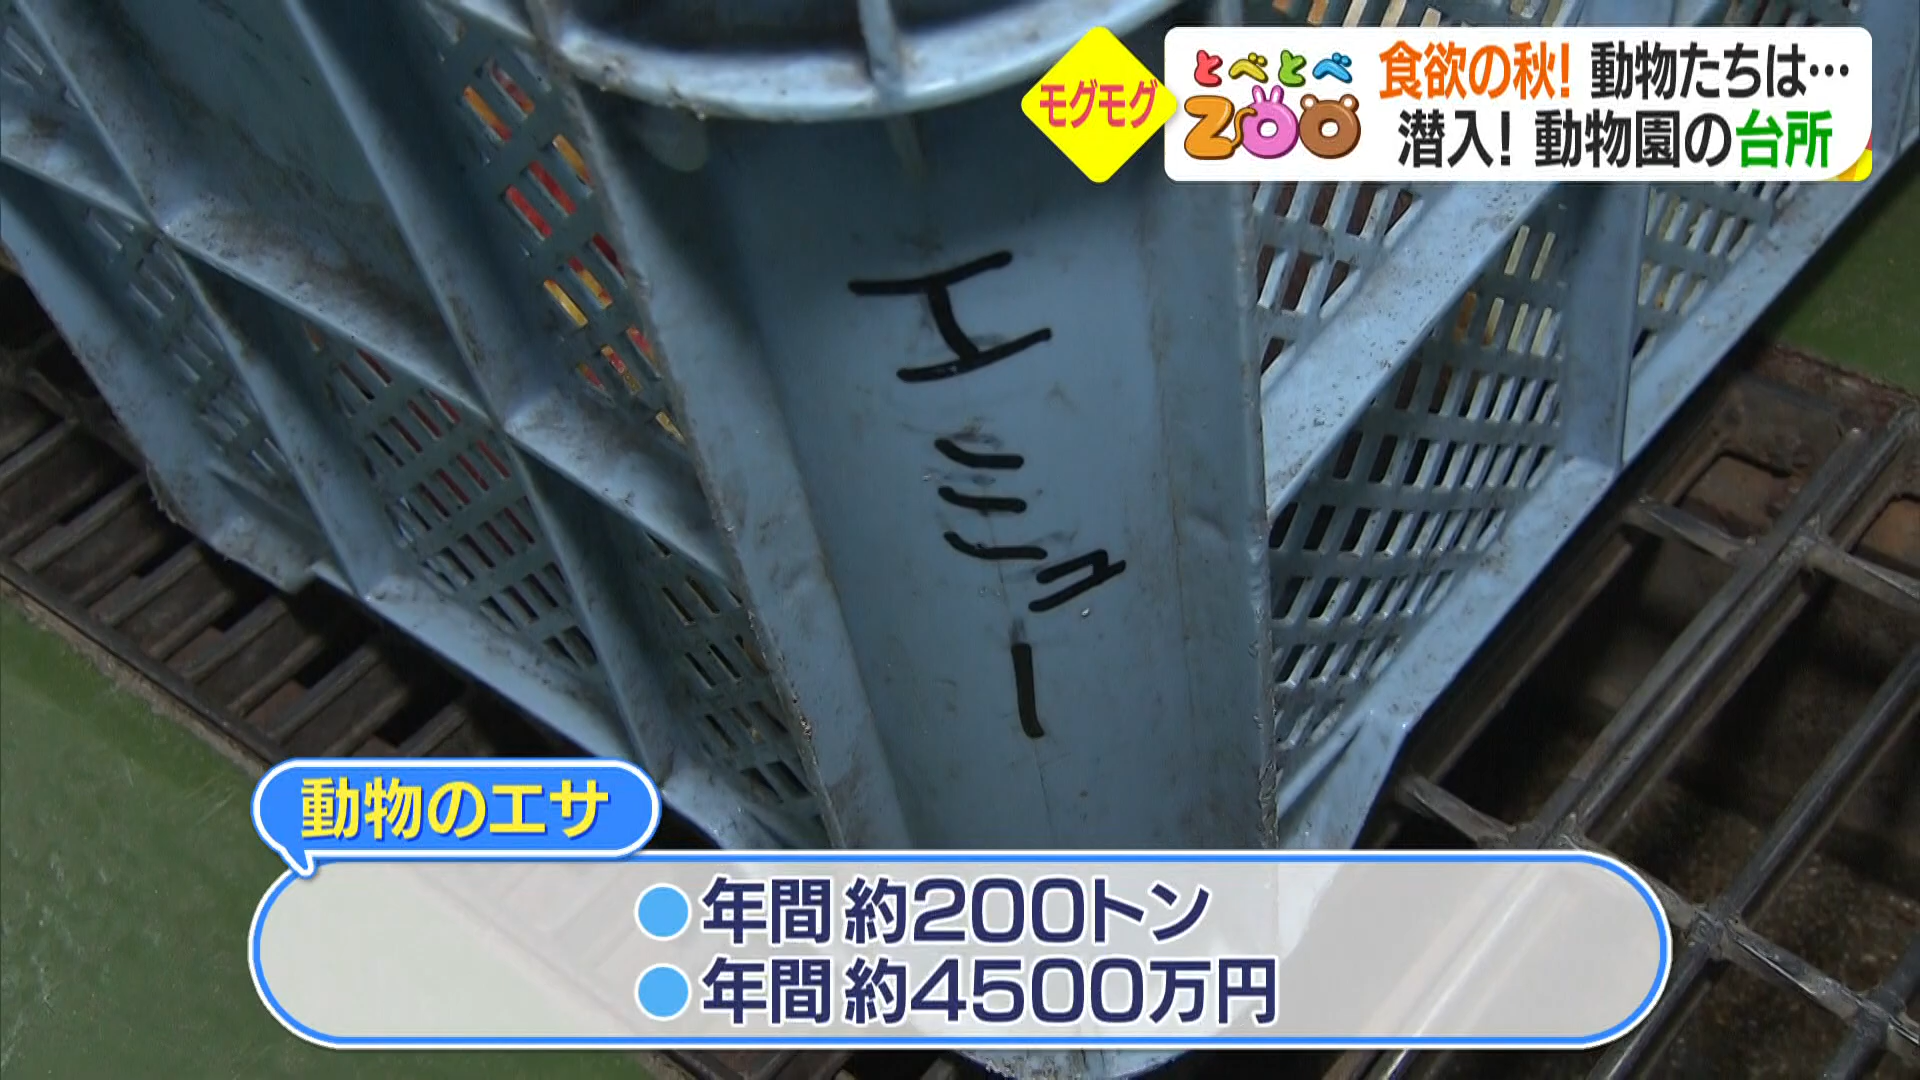 モグモグ
とべとべ
ZOO
食欲の秋! 動物たちは…
潜入! 動物園の台所
エミュー
動物のエサ
●年間 約200トン
●年間 約4500万円